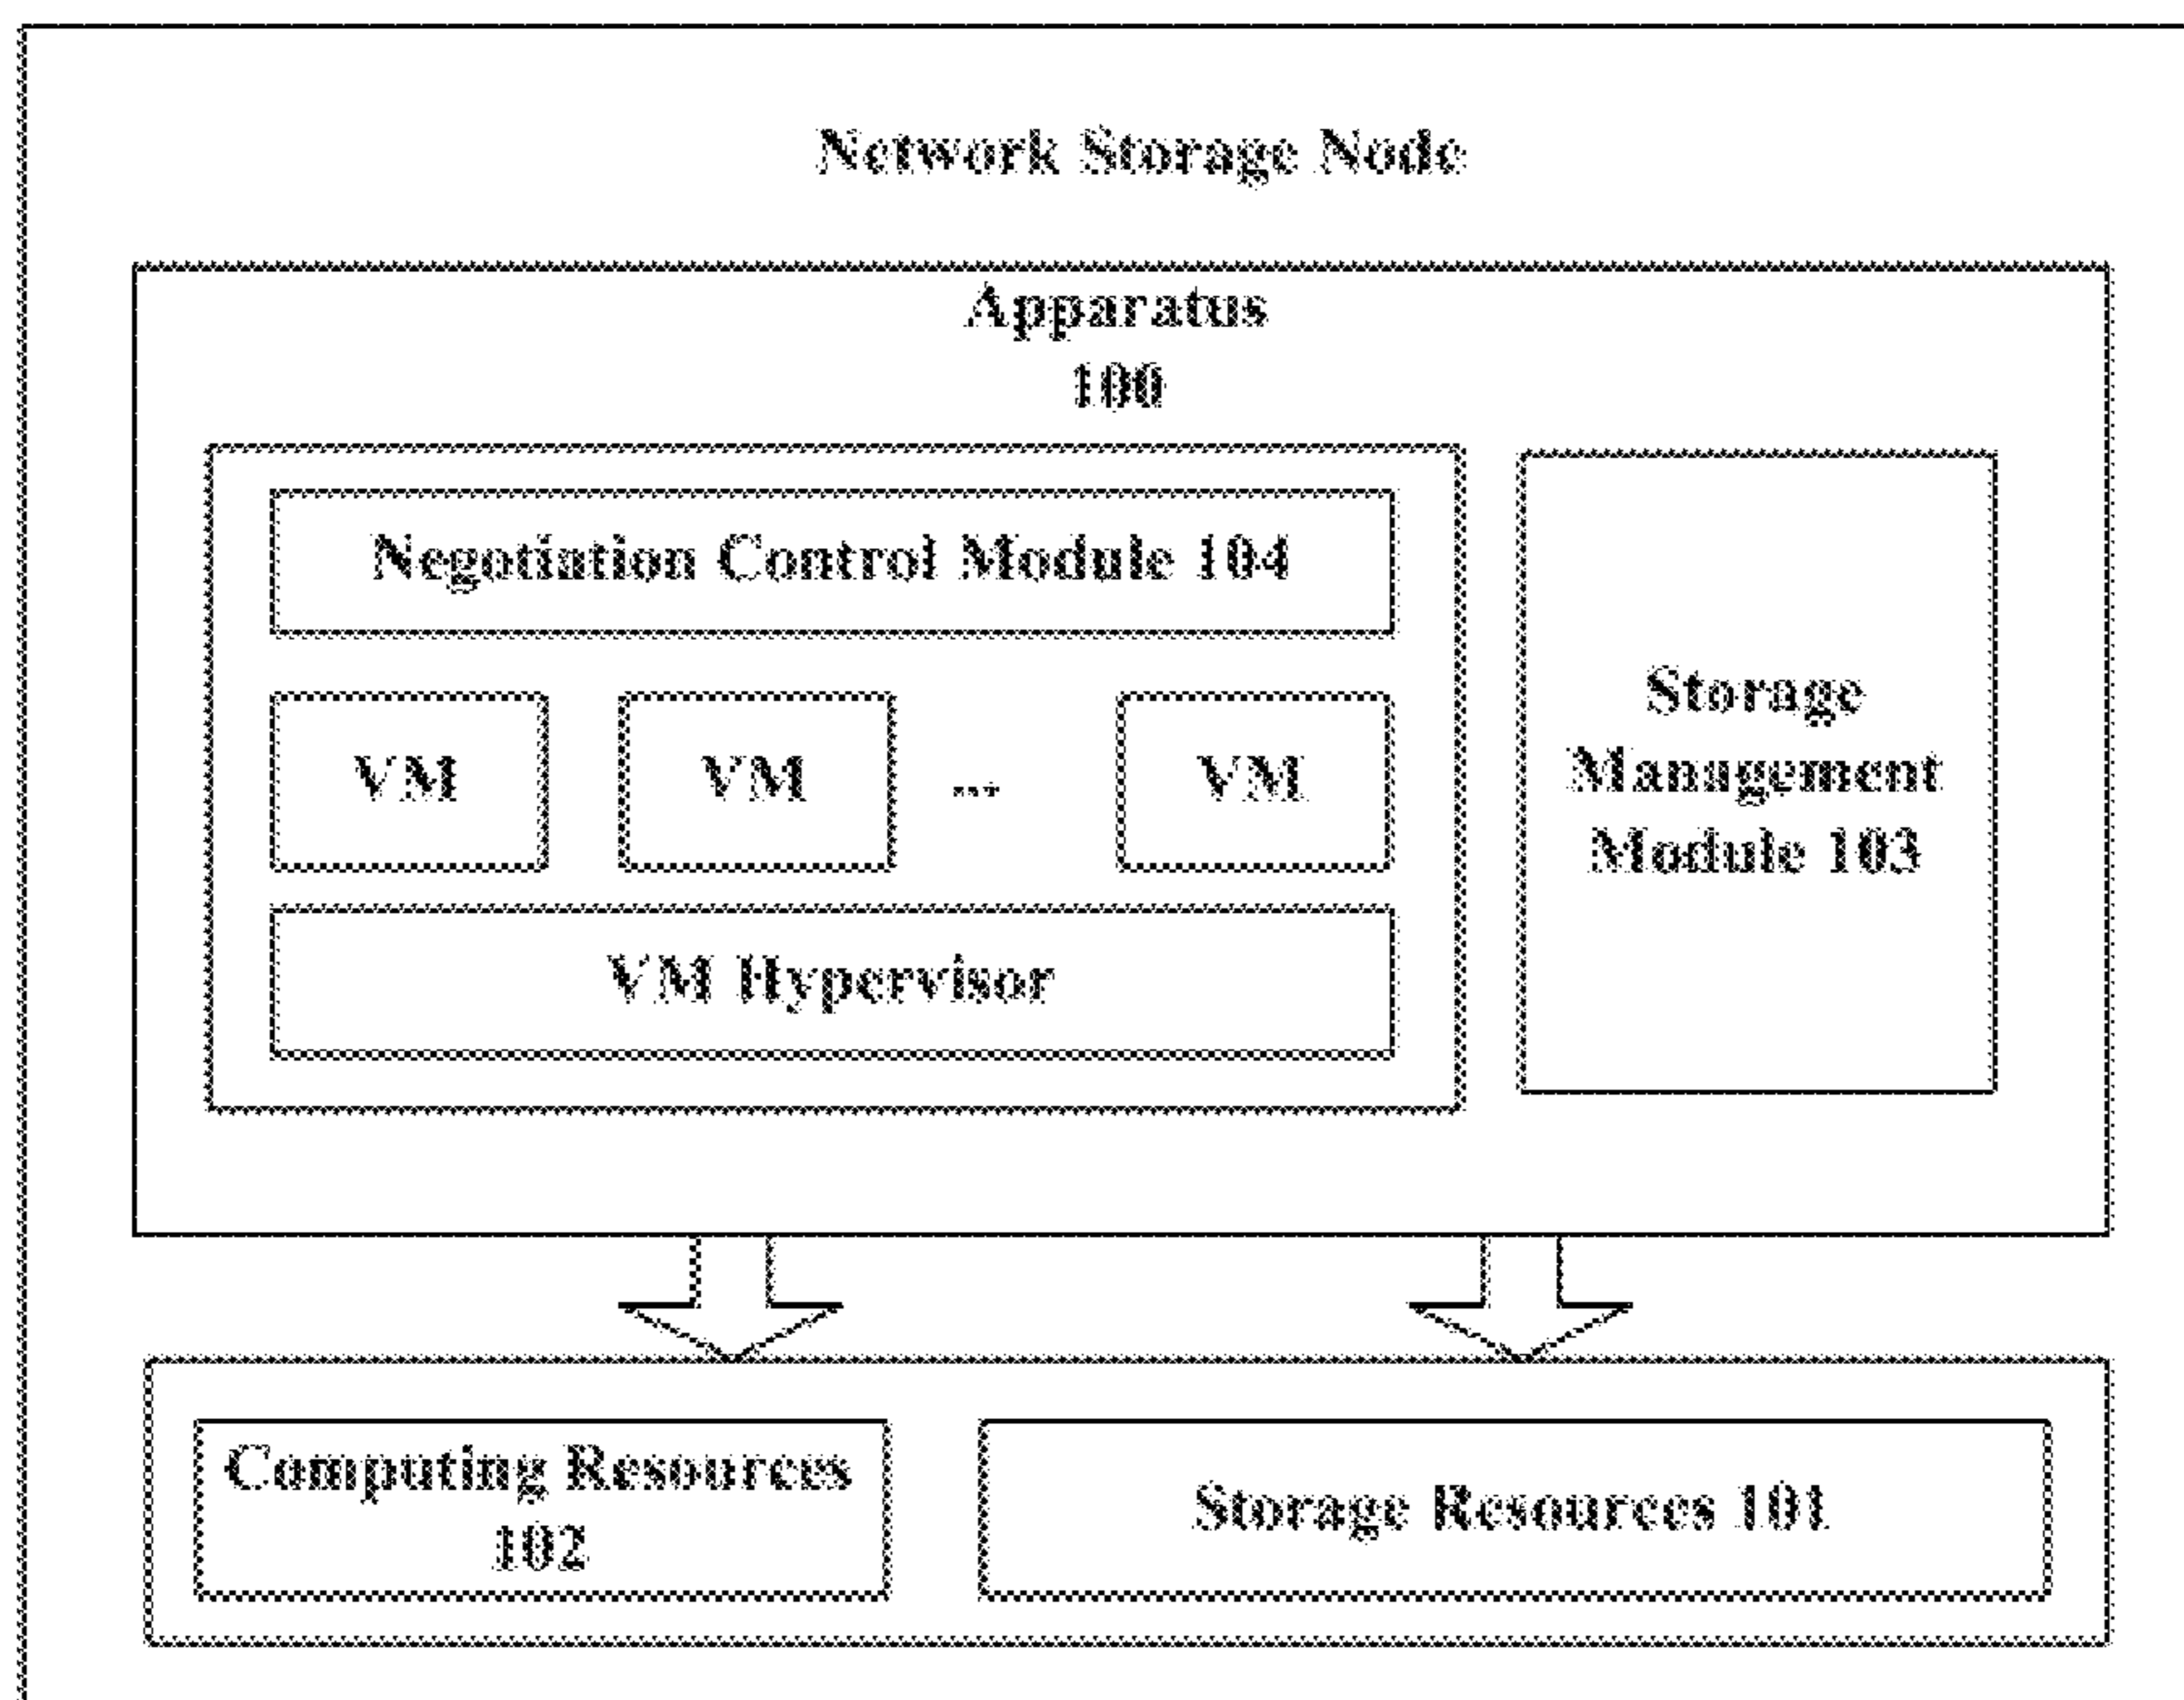 Network Storage Node
Apparatus
100
Negotiation Control Module 104
VM VM ... VM
VM Hypervisor
Storage
Management
Module 103
Computing Resources
102
Storage Resources 101